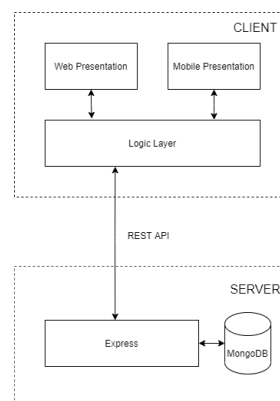 CLIENT
Web Presentation
Mobile Presentation
Logic Layer
REST API
SERVER
Express
MongoDB